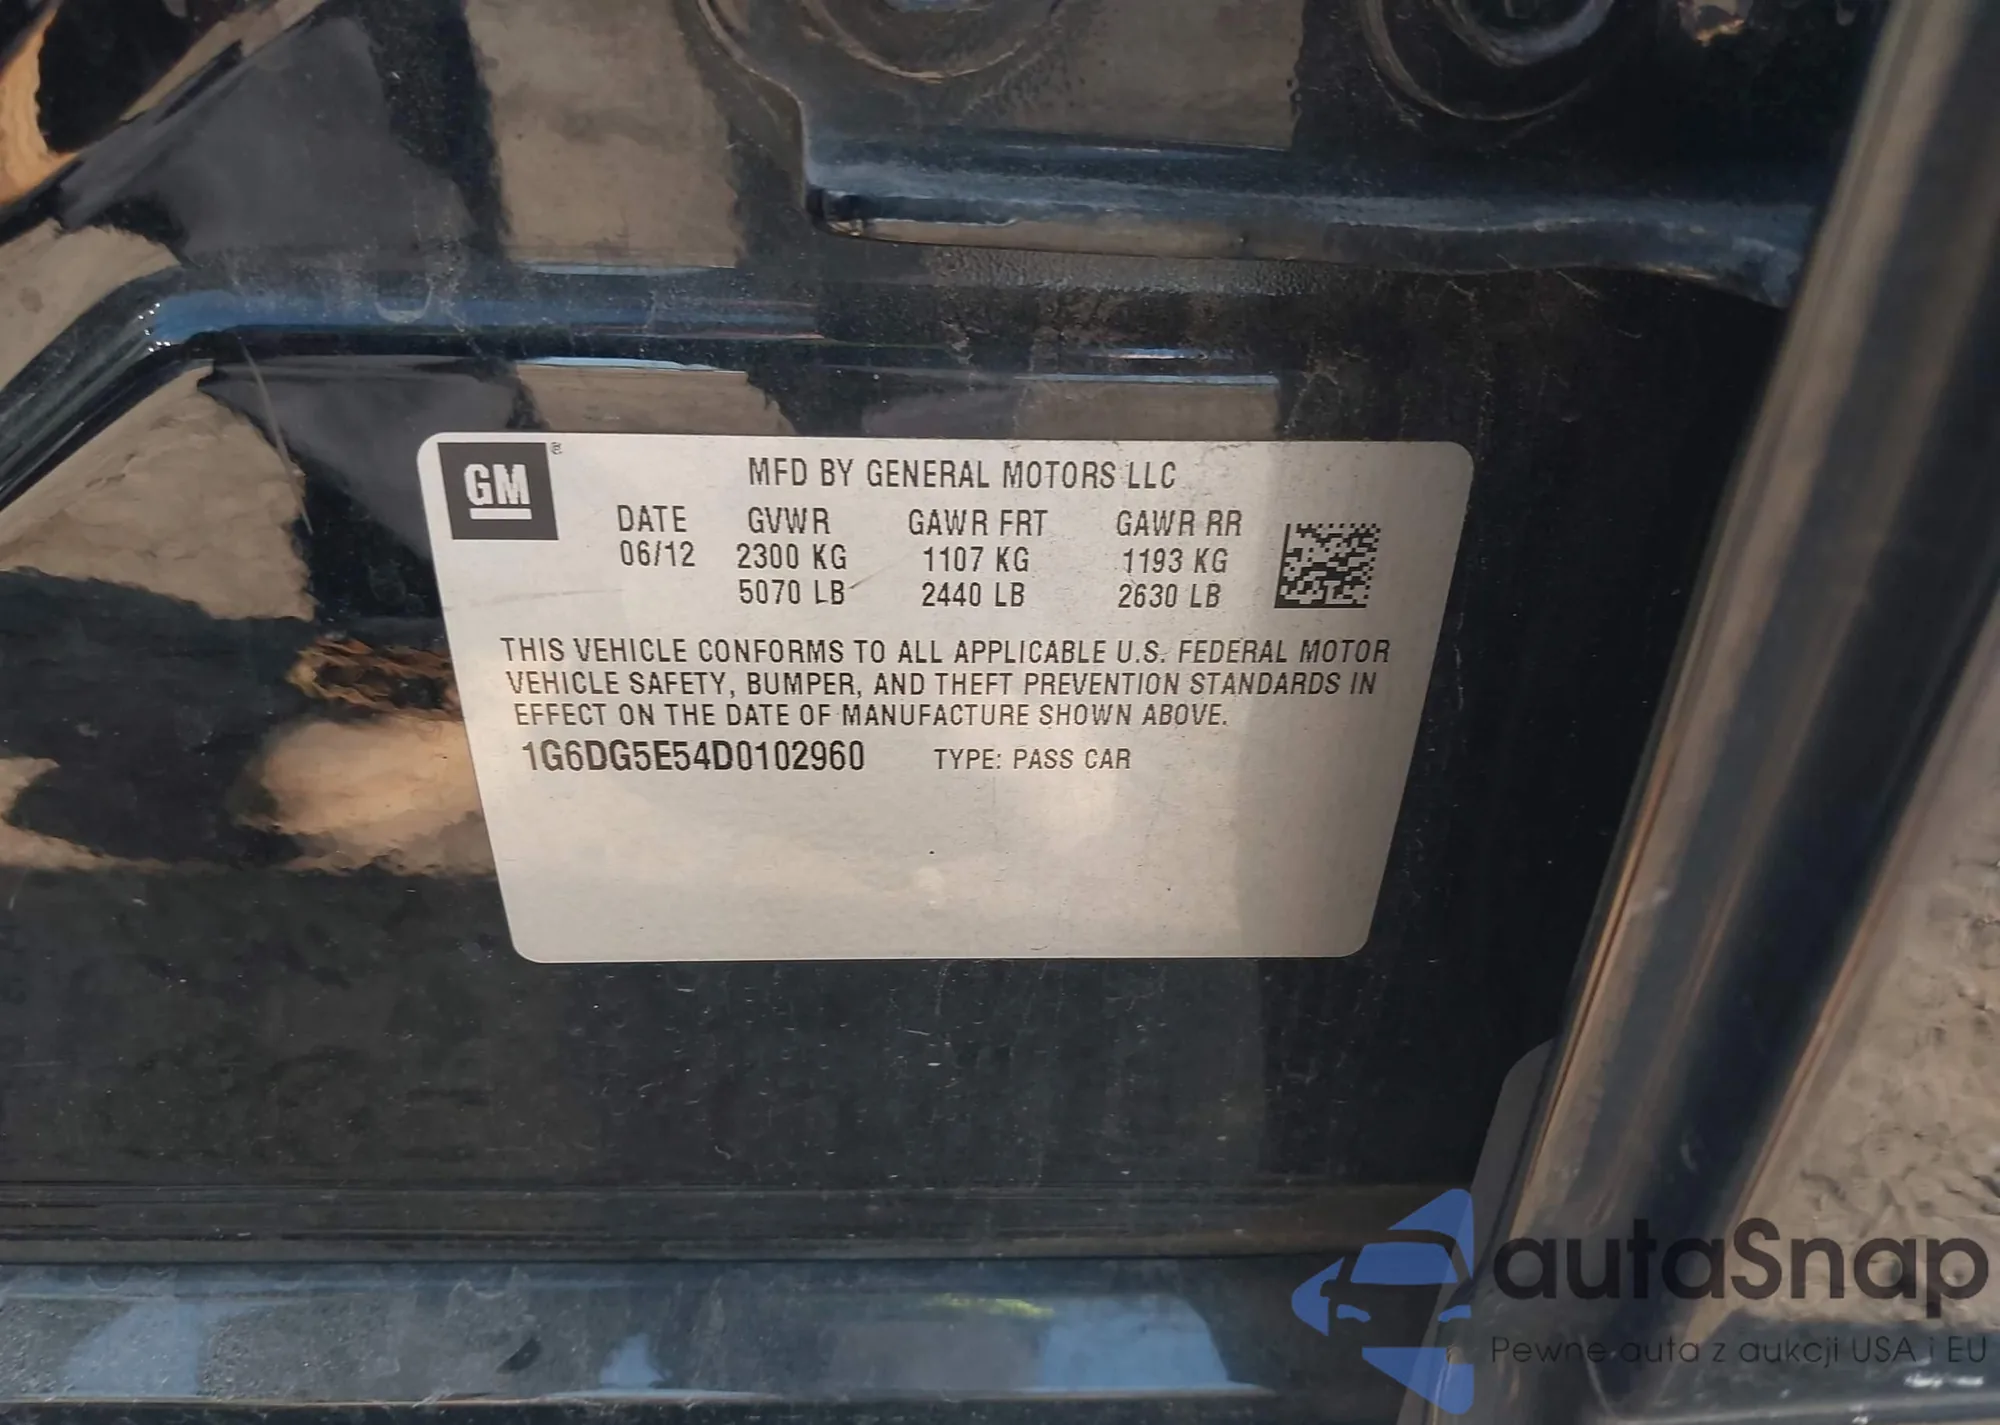 GM ®
MFD BY GENERAL MOTORS LLC
DATE GVWR GAWR FRT GAWR RR
06/12 2300 KG 1107 KG 1193 KG
5070 LB 2440 LB 2630 LB
THIS VEHICLE CONFORMS TO ALL APPLICABLE U.S. FEDERAL MOTOR
VEHICLE SAFETY, BUMPER, AND THEFT PREVENTION STANDARDS IN
EFFECT ON THE DATE OF MANUFACTURE SHOWN ABOVE.
1G6DG5E54D0102960 TYPE: PASS CAR
autaSnap
Pewne auta z aukcji USA i EU